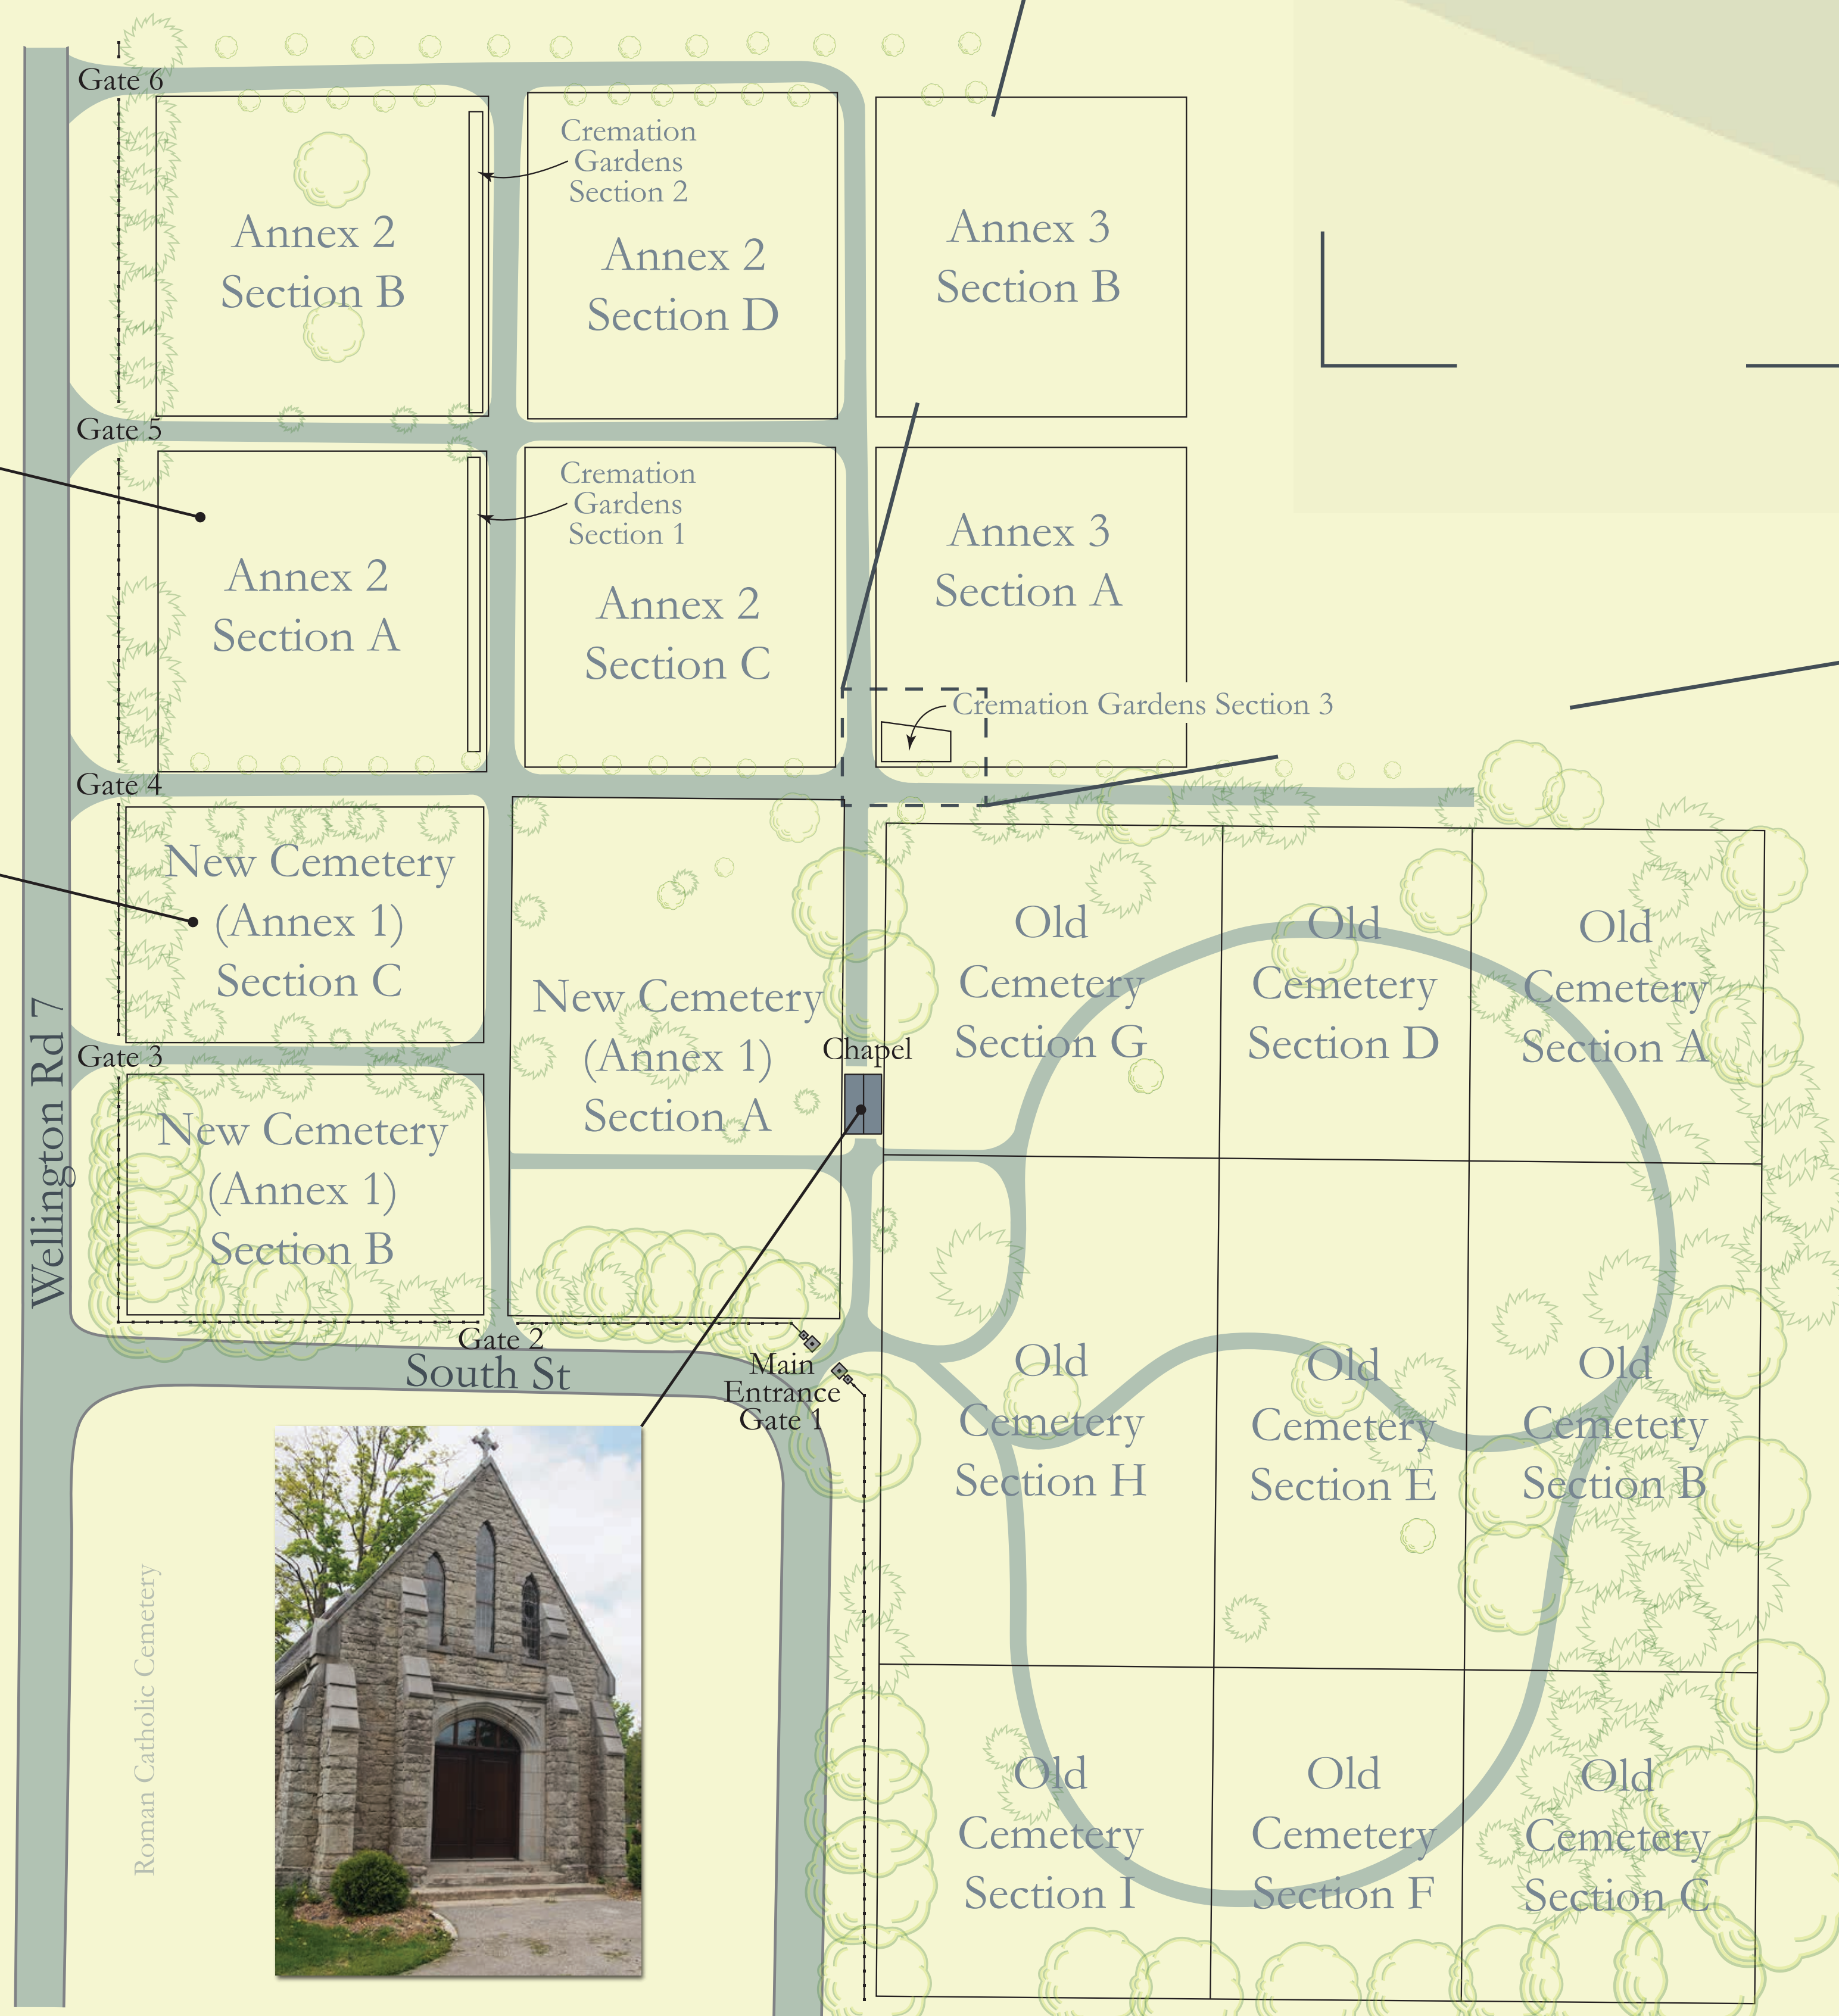 Gate 6
Cremation
Gardens
Section 2
Annex 2
Section B
Annex 2
Section D
Annex 3
Section B
Gate 5
Cremation
Gardens
Section 1
Annex 2
Section A
Annex 2
Section C
Annex 3
Section A
Cremation Gardens Section 3
Gate 4
New Cemetery
(Annex 1)
Section C
New Cemetery
(Annex 1)
Section A
Chapel
Old
Cemetery
Section G
Old
Cemetery
Section D
Old
Cemetery
Section A
Gate 3
Wellington Rd 7
New Cemetery
(Annex 1)
Section B
Gate 2
South St
Main
Entrance
Gate 1
Old
Cemetery
Section H
Old
Cemetery
Section E
Old
Cemetery
Section B
Roman Catholic Cemetery
Old
Cemetery
Section I
Old
Cemetery
Section F
Old
Cemetery
Section C